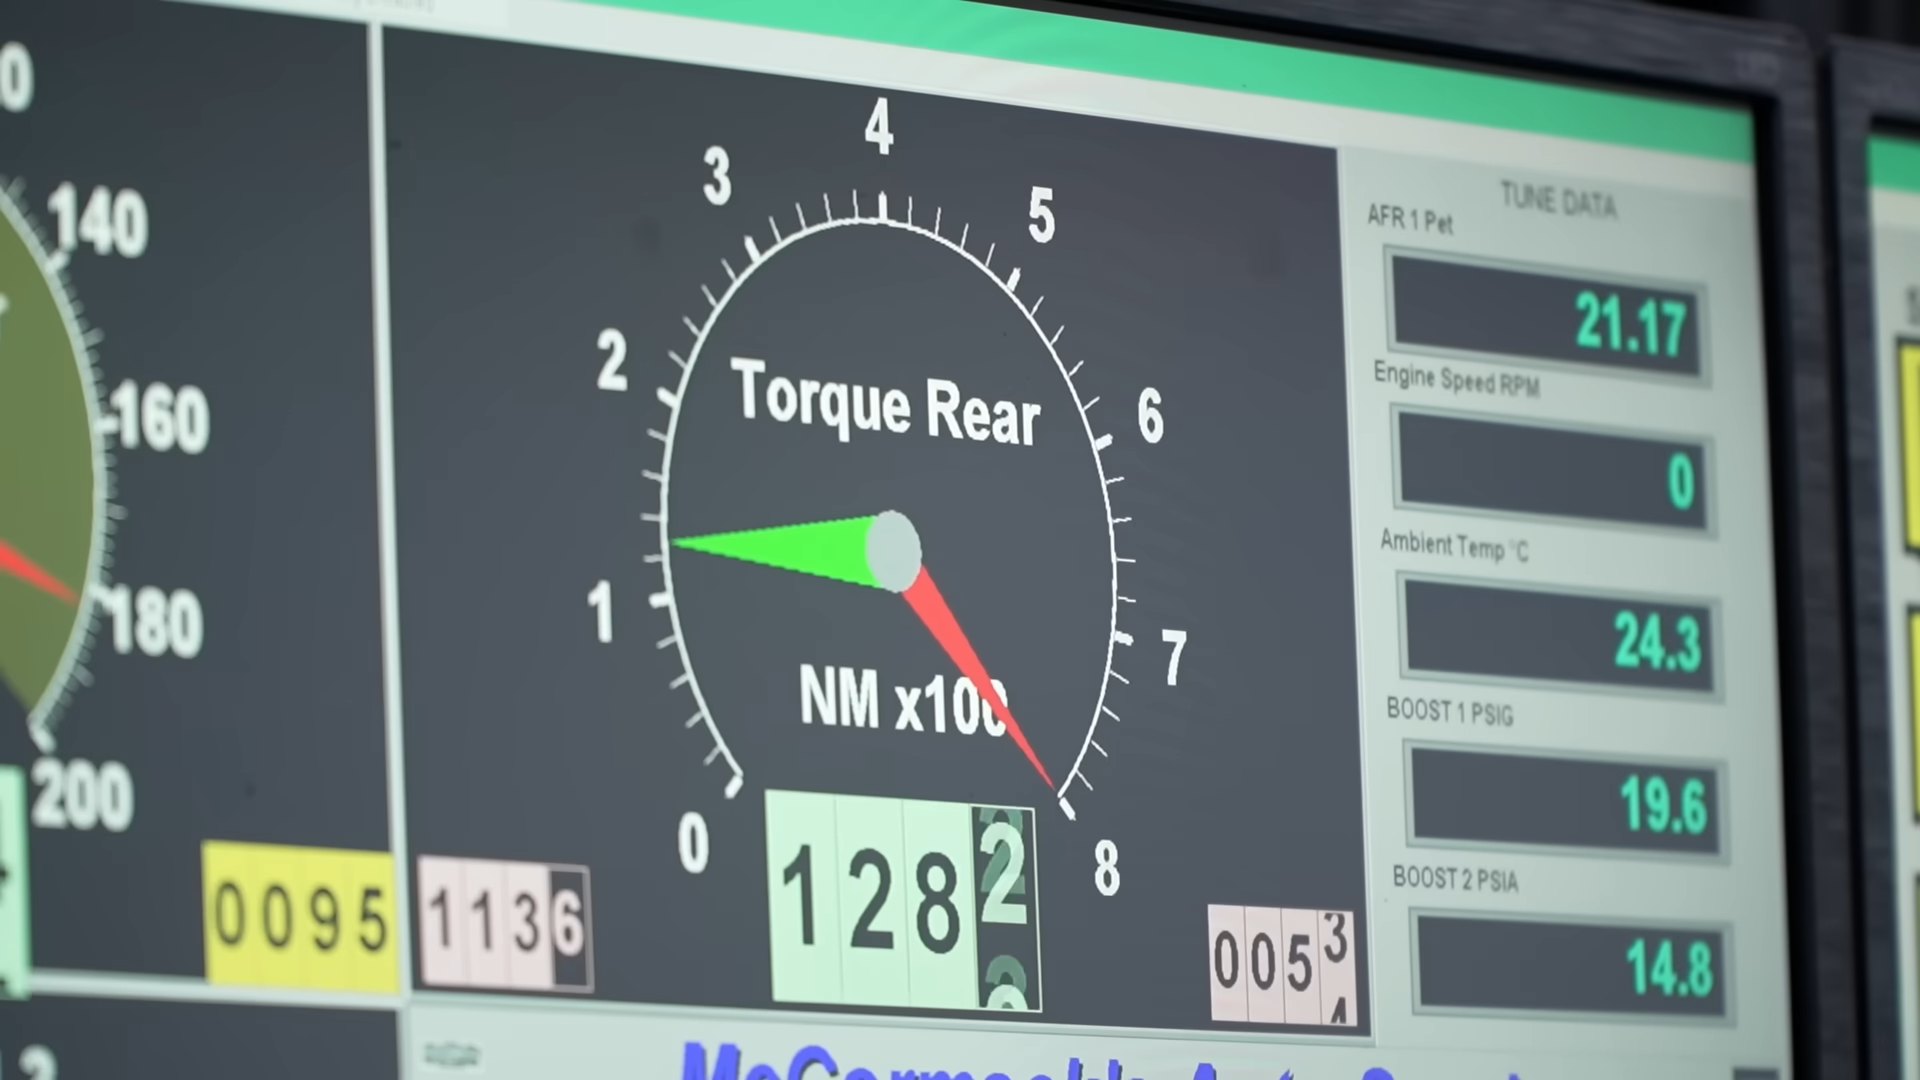 140
160
180
200
0095
Torque Rear
NM x100
0
1
2
3
4
5
6
7
8
1136
1282
0053
TUNE DATA
AFR 1 Pet
21.17
Engine Speed RPM
0
Ambient Temp °C
24.3
BOOST 1 PSIG
19.6
BOOST 2 PSIA
14.8